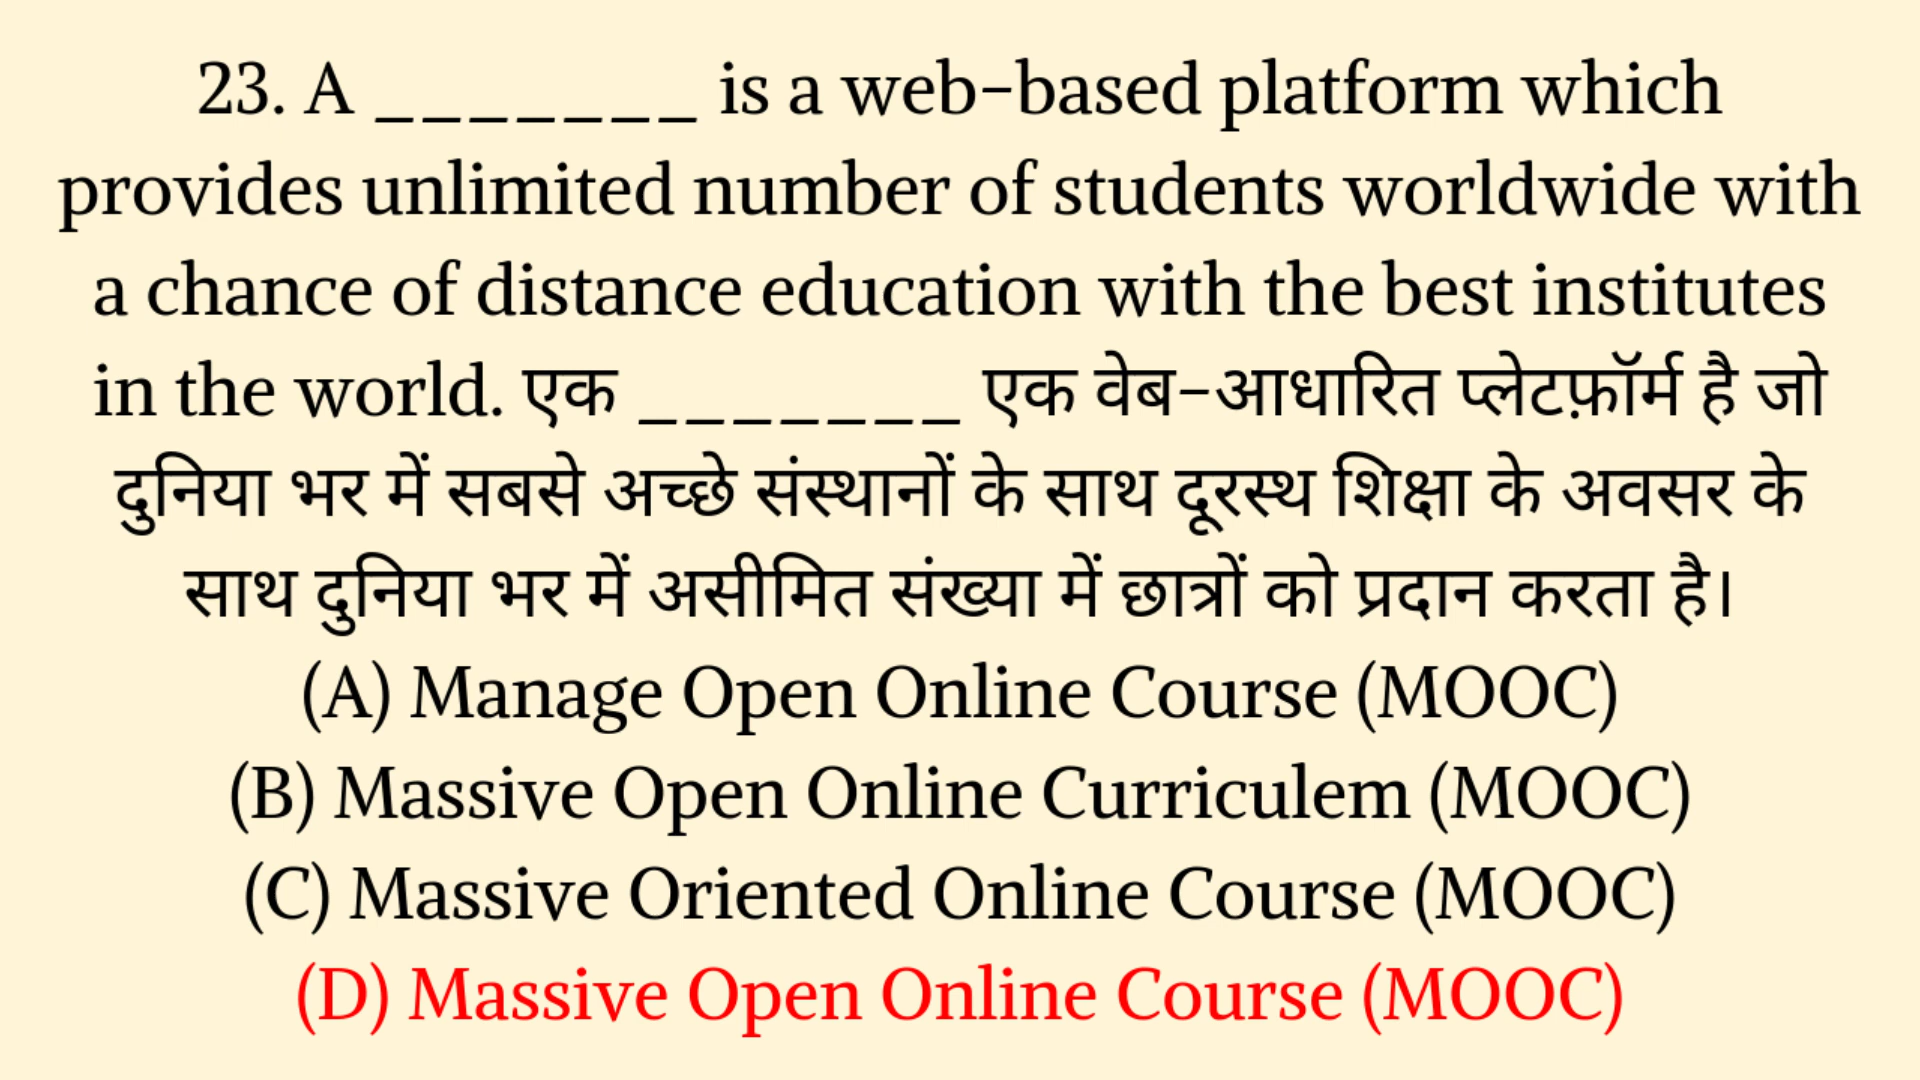 23. A _______ is a web-based platform which
provides unlimited number of students worldwide with
a chance of distance education with the best institutes
in the world. एक _______ एक वेब-आधारित प्लेटफ़ॉर्म है जो
दुनिया भर में सबसे अच्छे संस्थानों के साथ दूरस्थ शिक्षा के अवसर के
साथ दुनिया भर में असीमित संख्या में छात्रों को प्रदान करता है।
(A) Manage Open Online Course (MOOC)
(B) Massive Open Online Curriculem (MOOC)
(C) Massive Oriented Online Course (MOOC)
(D) Massive Open Online Course (MOOC)